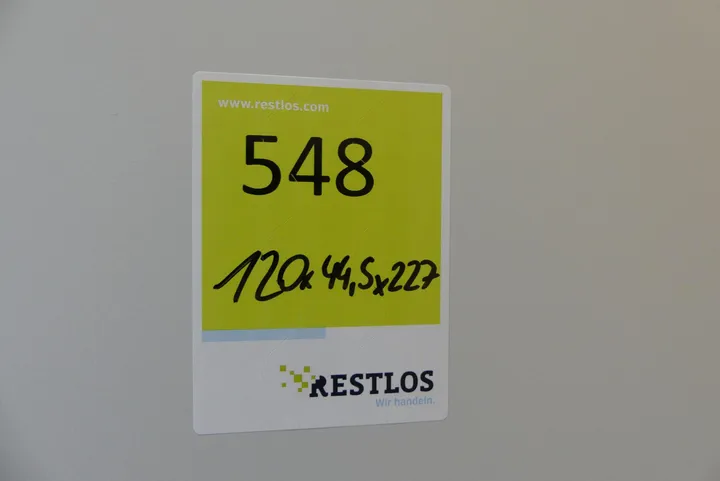 www.restlos.com
548
120x44,5x227
RESTLOS
Wir handeln.